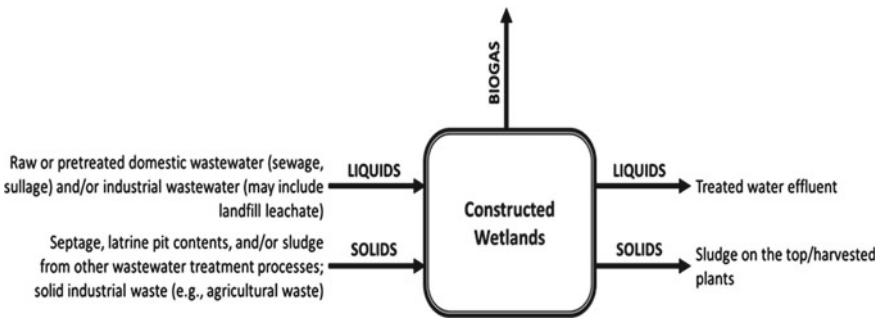 BIOGAS
Raw or pretreated domestic wastewater (sewage,
sullage) and/or industrial wastewater (may include
landfill leachate)
LIQUIDS
Septage, latrine pit contents, and/or sludge
from other wastewater treatment processes;
solid industrial waste (e.g., agricultural waste)
SOLIDS
Constructed
Wetlands
LIQUIDS
Treated water effluent
SOLIDS
Sludge on the top/harvested
plants